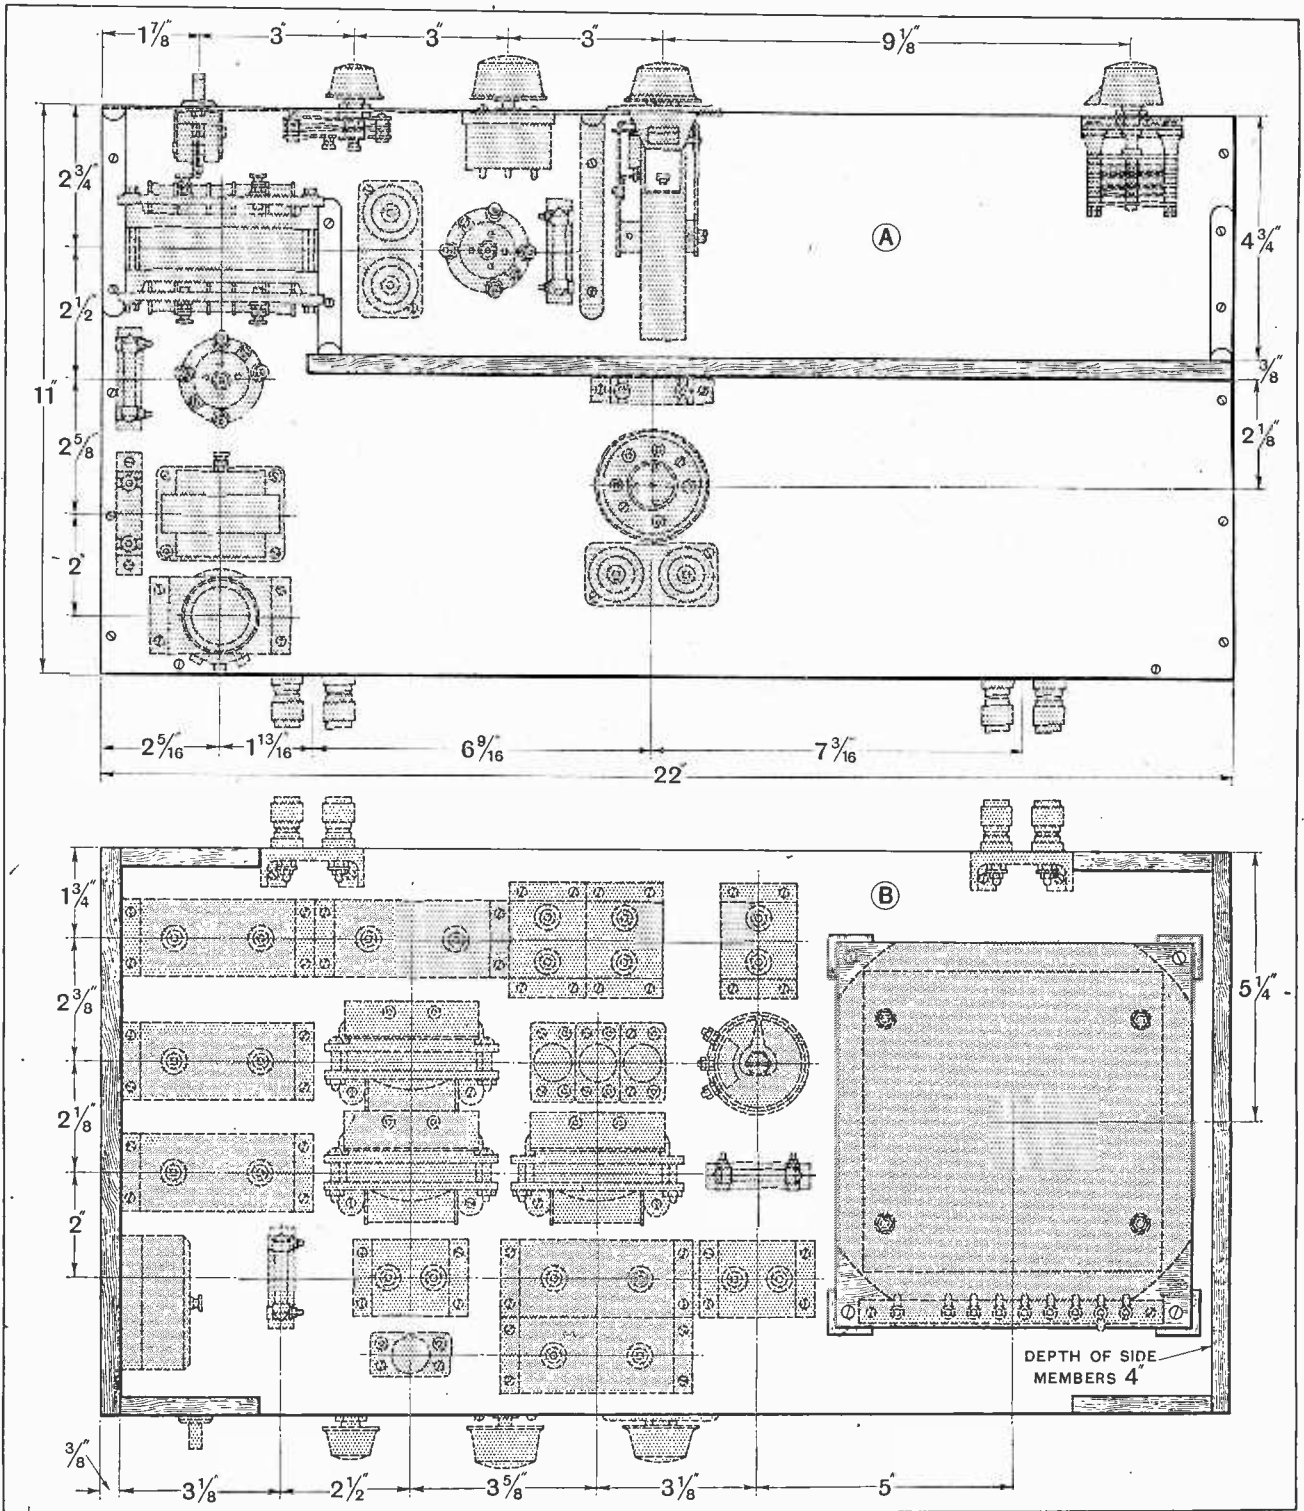 1 7/8" 3" 3" 3" 9 1/8"
2 3/4"
A
4 3/4"
2 1/2"
3/8"
11"
2 1/8"
2 5/8"
2"
2 5/16" 1 13/16" 6 9/16" 7 3/16"
22"
1 3/4"
B
2 3/8"
5 1/4"
2 1/8"
2"
DEPTH OF SIDE
MEMBERS 4"
3/8" 3 1/8" 2 1/2" 3 5/8" 3 1/8" 5"